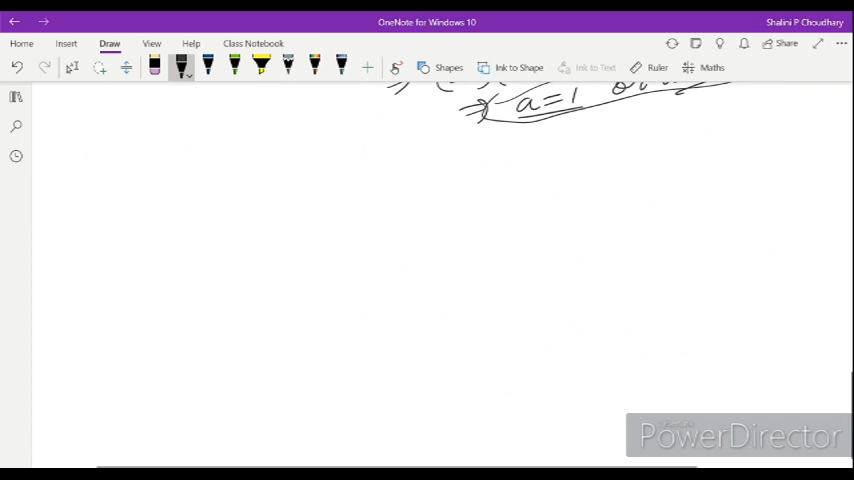 OneNote for Windows 10
Shalini P Choudhary
Home Insert Draw View Help Class Notebook Share
Shapes Ink to Shape Ink to Text Ruler Maths
⇒ a=1
PowerDirector